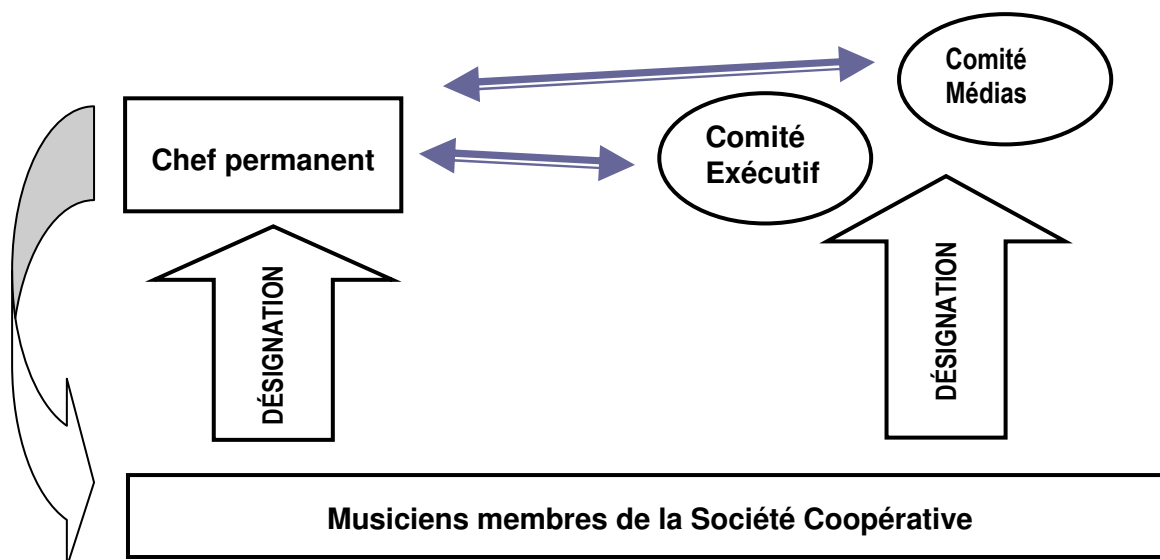 Comité
Médias
Chef permanent
Comité
Exécutif
DÉSIGNATION
DÉSIGNATION
Musiciens membres de la Société Coopérative